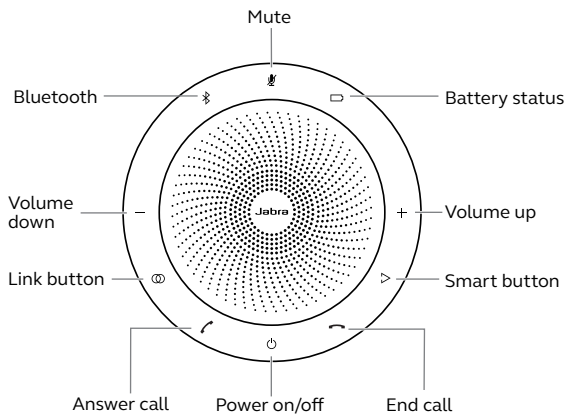 Mute
Bluetooth
Battery status
Volume
down
Jabra
Volume up
Link button
Smart button
Answer call
Power on/off
End call